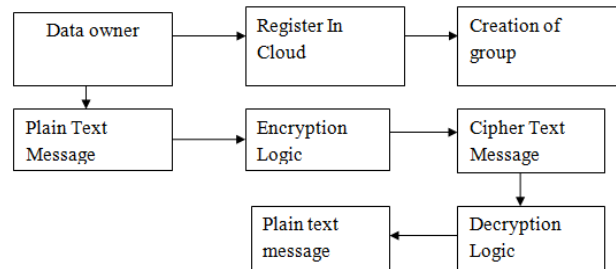 Data owner
Register In
Cloud
Creation of
group
Plain Text
Message
Encryption
Logic
Cipher Text
Message
Plain text
message
Decryption
Logic